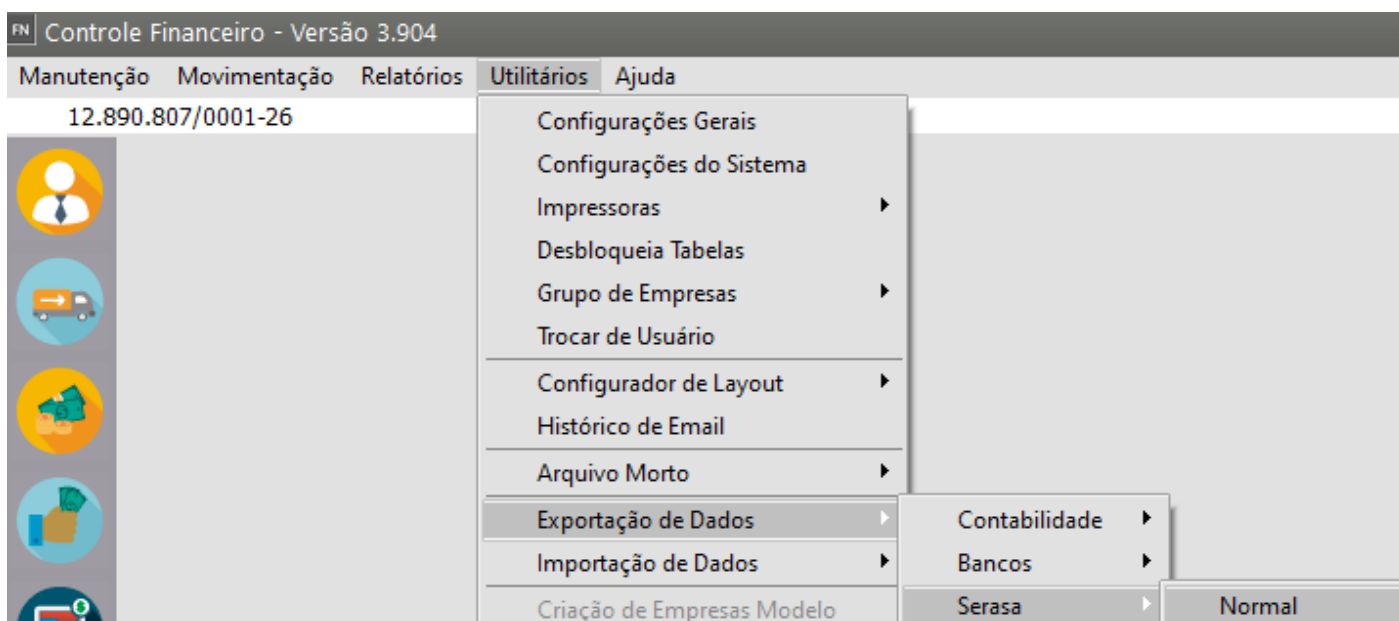 FN Controle Financeiro - Versão 3.904
Manutenção Movimentação Relatórios Utilitários Ajuda
12.890.807/0001-26
Configurações Gerais
Configurações do Sistema
Impressoras
Desbloqueia Tabelas
Grupo de Empresas
Trocar de Usuário
Configurador de Layout
Histórico de Email
Arquivo Morto
Exportação de Dados Contabilidade
Importação de Dados Bancos
Criação de Empresas Modelo Serasa Normal